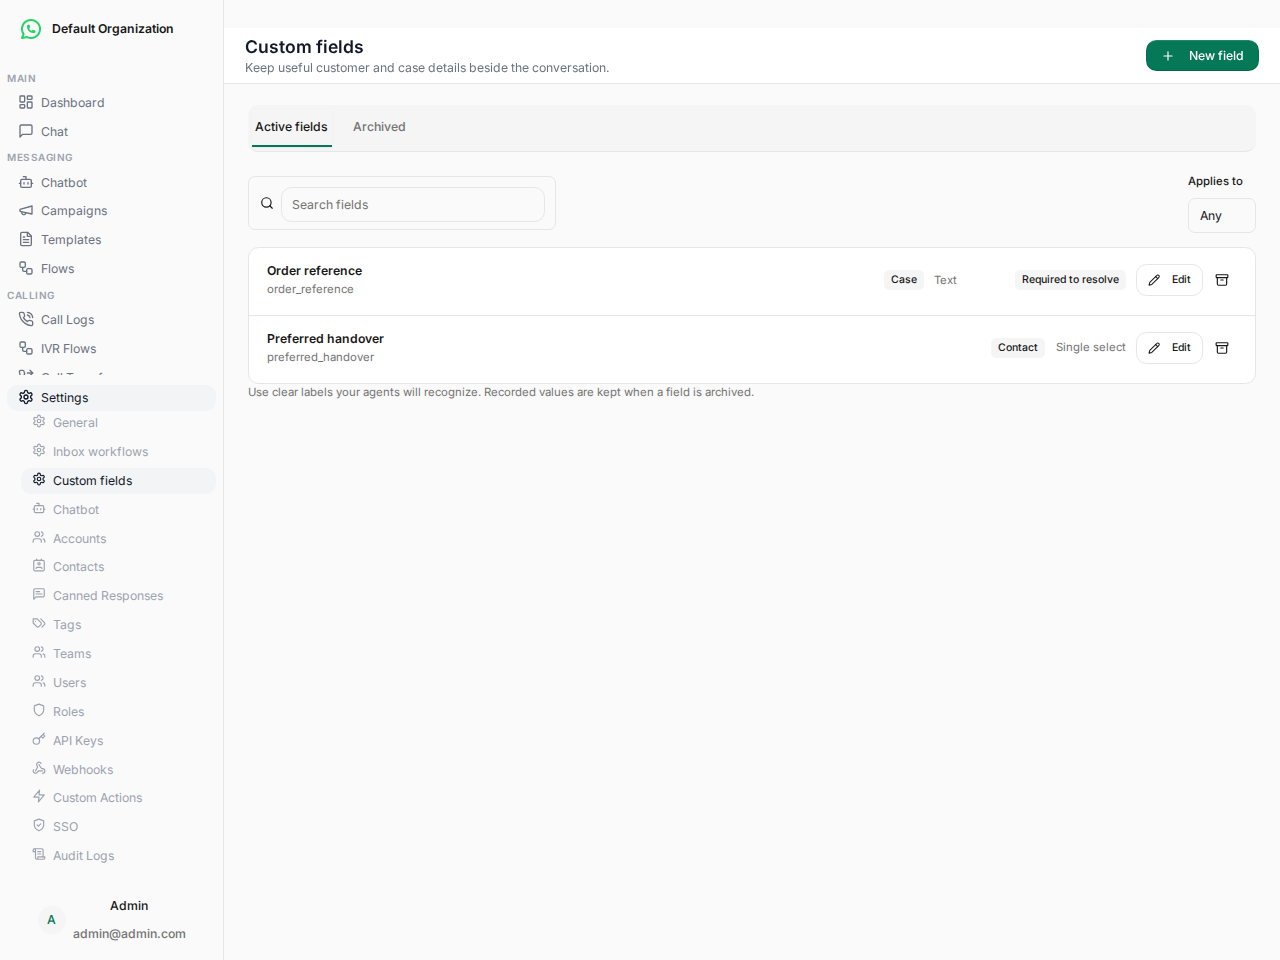 Default Organization
MAIN
Dashboard
Chat
MESSAGING
Chatbot
Campaigns
Templates
Flows
CALLING
Call Logs
IVR Flows
Settings
General
Inbox workflows
Custom fields
Chatbot
Accounts
Contacts
Canned Responses
Tags
Teams
Users
Roles
API Keys
Webhooks
Custom Actions
SSO
Audit Logs
A
Admin
admin@admin.com
Custom fields
Keep useful customer and case details beside the conversation.
New field
Active fields Archived
Search fields
Applies to
Any
Order reference
order_reference
Case Text Required to resolve Edit
Preferred handover
preferred_handover
Contact Single select Edit
Use clear labels your agents will recognize. Recorded values are kept when a field is archived.